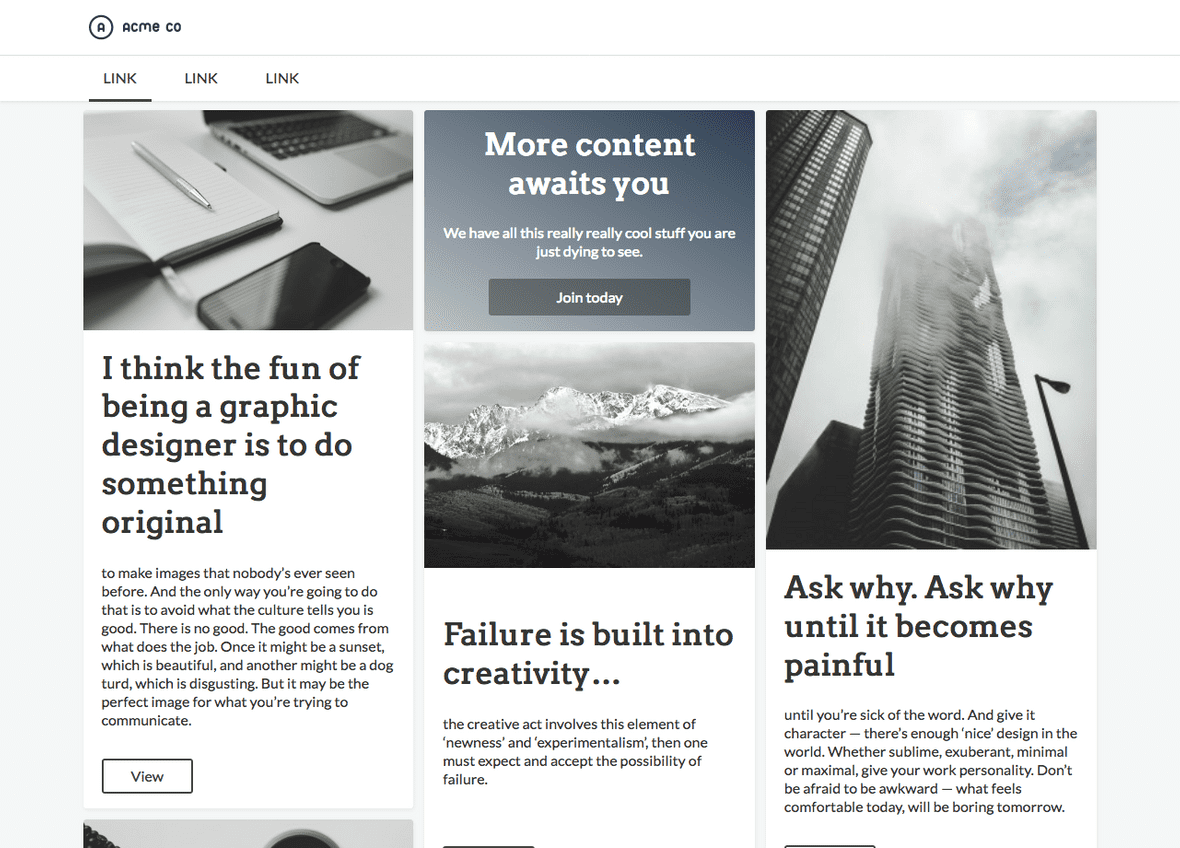 A ACME CO
LINK LINK LINK
I think the fun of
being a graphic
designer is to do
something
original
to make images that nobody’s ever seen
before. And the only way you’re going to do
that is to avoid what the culture tells you is
good. There is no good. The good comes from
what does the job. Once it might be a sunset,
which is beautiful, and another might be a dog
turd, which is disgusting. But it may be the
perfect image for what you’re trying to
communicate.
View
More content
awaits you
We have all this really really cool stuff you are
just dying to see.
Join today
Failure is built into
creativity…
the creative act involves this element of
‘newness’ and ‘experimentalism’, then one
must expect and accept the possibility of
failure.
Ask why. Ask why
until it becomes
painful
until you’re sick of the word. And give it
character — there’s enough ‘nice’ design in the
world. Whether sublime, exuberant, minimal
or maximal, give your work personality. Don’t
be afraid to be awkward — what feels
comfortable today, will be boring tomorrow.